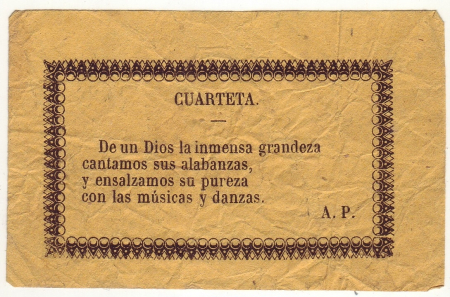 CUARTETA.
De un Dios la inmensa grandeza
cantamos sus alabanzas,
y ensalzamos su pureza
con las músicas y danzas.
A. P.